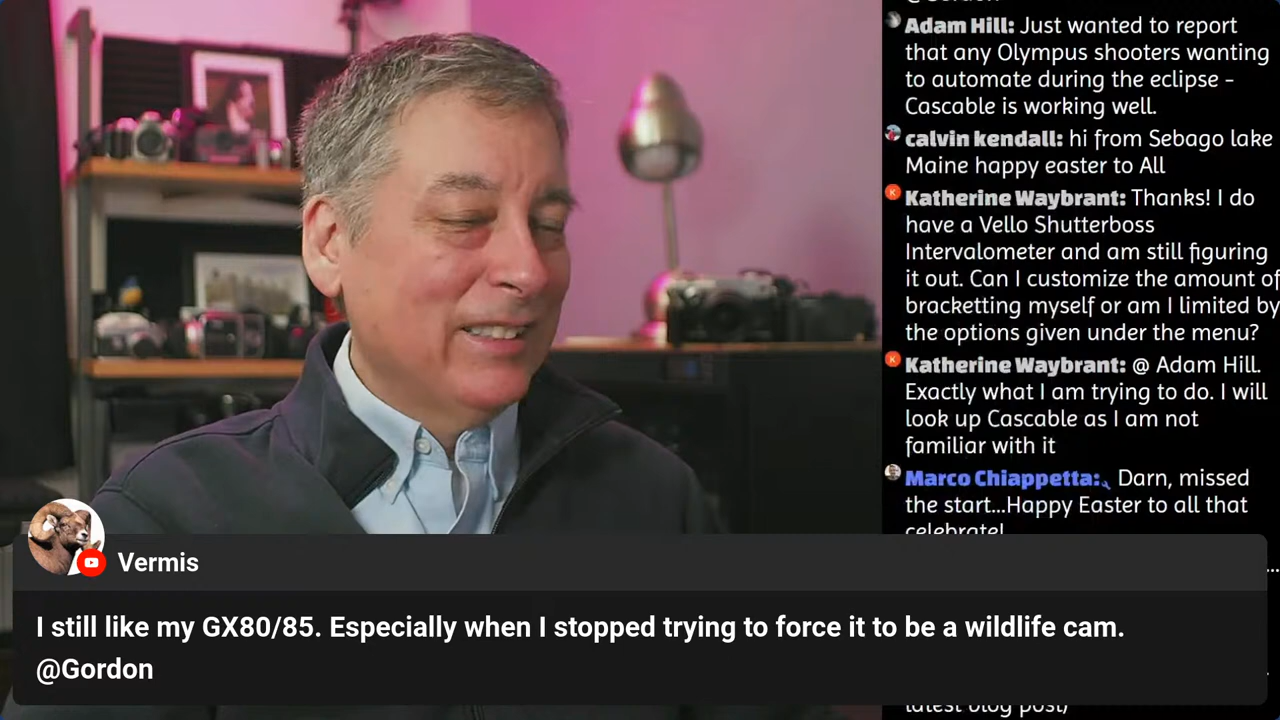 @Gordon
Adam Hill: Just wanted to report
that any Olympus shooters wanting
to automate during the eclipse -
Cascable is working well.
calvin kendall: hi from Sebago lake
Maine happy easter to All
K
Katherine Waybrant: Thanks! I do
have a Vello Shutterboss
Intervalometer and am still figuring
it out. Can I customize the amount of
bracketting myself or am I limited by
the options given under the menu?
K
Katherine Waybrant: @ Adam Hill.
Exactly what I am trying to do. I will
look up Cascable as I am not
familiar with it
Marco Chiappetta: Darn, missed
the start...Happy Easter to all that
celebrate!
Vermis
I still like my GX80/85. Especially when I stopped trying to force it to be a wildlife cam.
@Gordon
latest blog post)